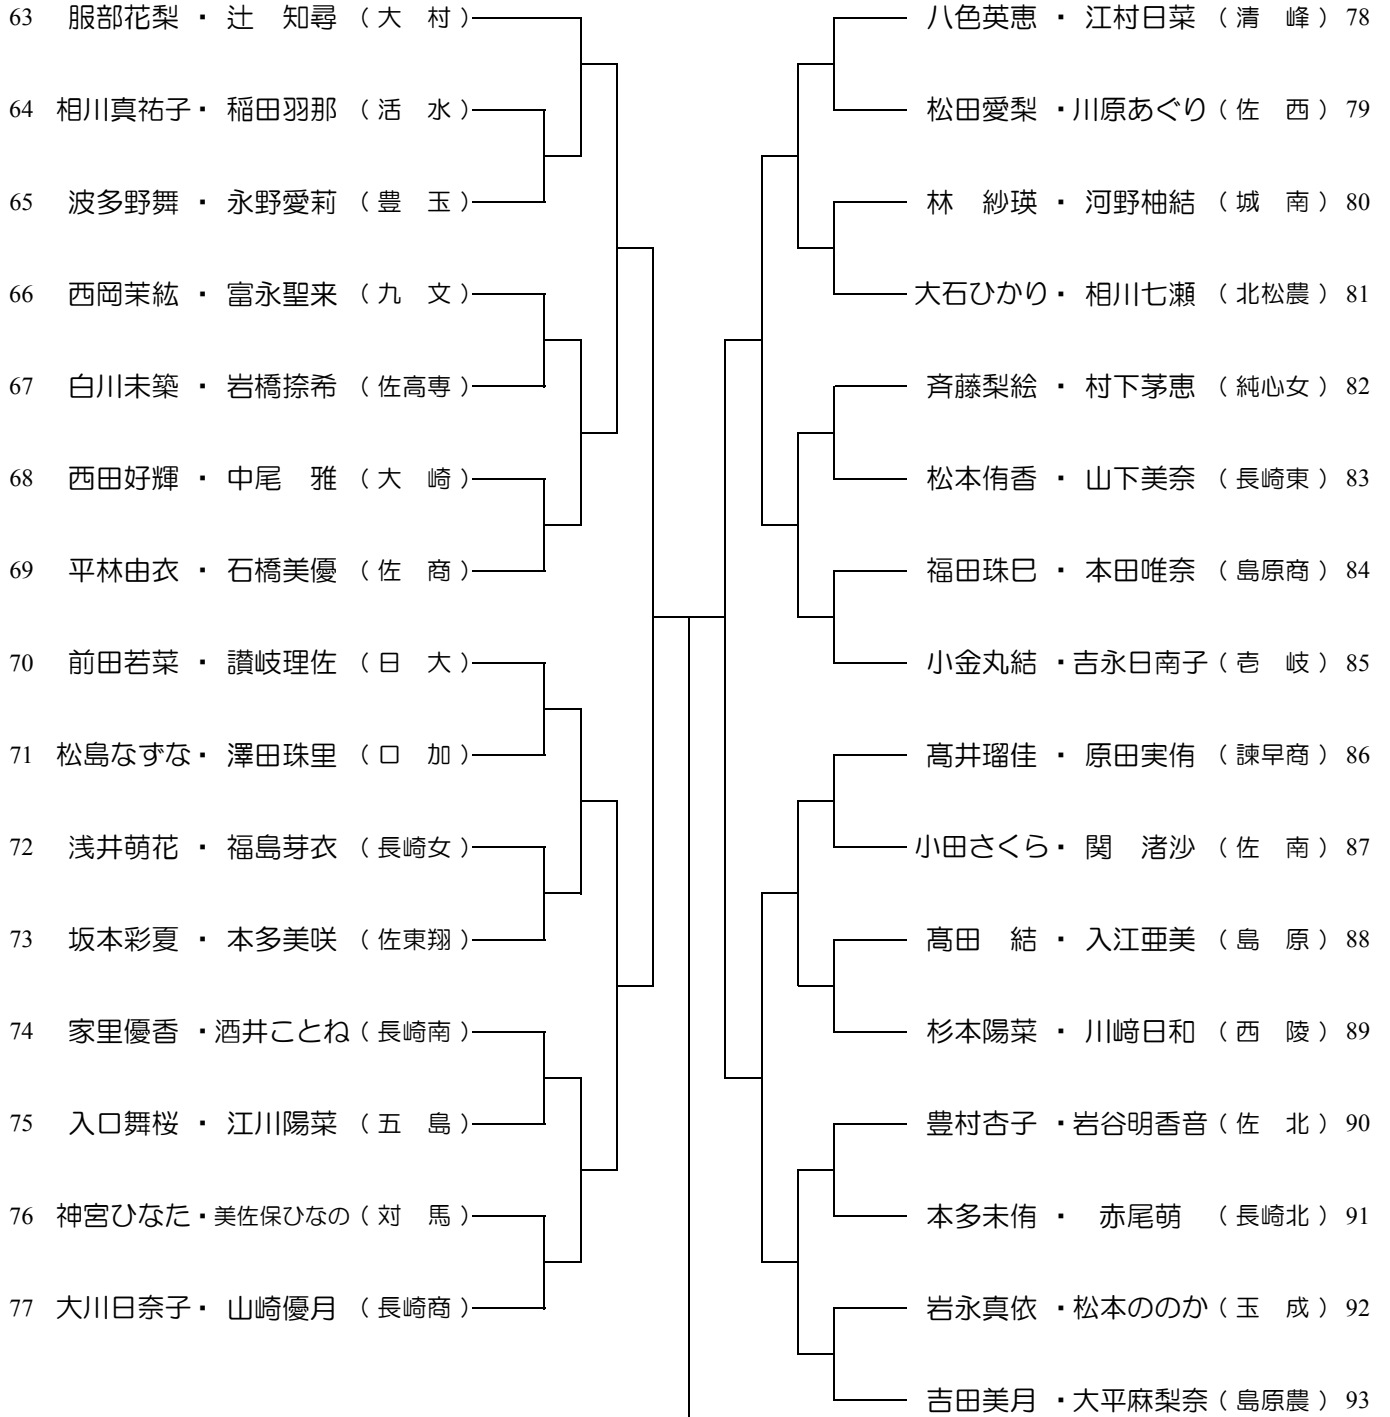 63 服部花梨 ・ 辻　知尋 （ 大　村 ）
64 相川真祐子・ 稲田羽那 （ 活　水 ）
65 波多野舞 ・ 永野愛莉 （ 豊　玉 ）
66 西岡茉紘 ・ 富永聖来 （ 九　文 ）
67 白川未築 ・ 岩橋捺希 （ 佐高専 ）
68 西田好輝 ・ 中尾　雅 （ 大　崎 ）
69 平林由衣 ・ 石橋美優 （ 佐　商 ）
70 前田若菜 ・ 讃岐理佐 （ 日　大 ）
71 松島なずな・ 澤田珠里 （ 口　加 ）
72 浅井萌花 ・ 福島芽衣 （ 長崎女 ）
73 坂本彩夏 ・ 本多美咲 （ 佐東翔 ）
74 家里優香 ・酒井ことね（ 長崎南 ）
75 入口舞桜 ・ 江川陽菜 （ 五　島 ）
76 神宮ひなた・美佐保ひなの（ 対　馬 ）
77 大川日奈子・ 山崎優月 （ 長崎商 ）
八色英恵 ・ 江村日菜 （ 清　峰 ） 78
松田愛梨 ・川原あぐり（ 佐　西 ） 79
林　紗瑛 ・ 河野柚結 （ 城　南 ） 80
大石ひかり・ 相川七瀬 （ 北松農 ） 81
斉藤梨絵 ・ 村下茅恵 （ 純心女 ） 82
松本侑香 ・ 山下美奈 （ 長崎東 ） 83
福田珠巳 ・ 本田唯奈 （ 島原商 ） 84
小金丸結 ・吉永日南子（ 壱　岐 ） 85
髙井瑠佳 ・ 原田実侑 （ 諫早商 ） 86
小田さくら・ 関　渚沙 （ 佐　南 ） 87
髙田　結 ・ 入江亜美 （ 島　原 ） 88
杉本陽菜 ・ 川﨑日和 （ 西　陵 ） 89
豊村杏子 ・岩谷明香音（ 佐　北 ） 90
本多未侑 ・ 赤尾萌 （ 長崎北 ） 91
岩永真依 ・松本ののか（ 玉　成 ） 92
吉田美月 ・大平麻梨奈（ 島原農 ） 93